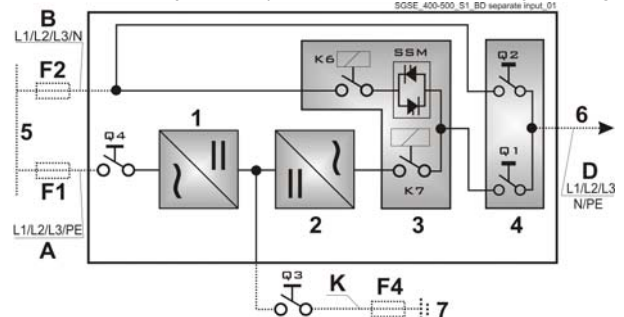 SGSE_400-500_S1_BD separate input_01
B
L1/L2/L3/N
F2
K6
SSM
Q2
5
Q4
1
6
F1
Q1
D
L1/L2/L3
N/PE
K7
L1/L2/L3/PE
2
3
4
A
Q3
K
F4
7